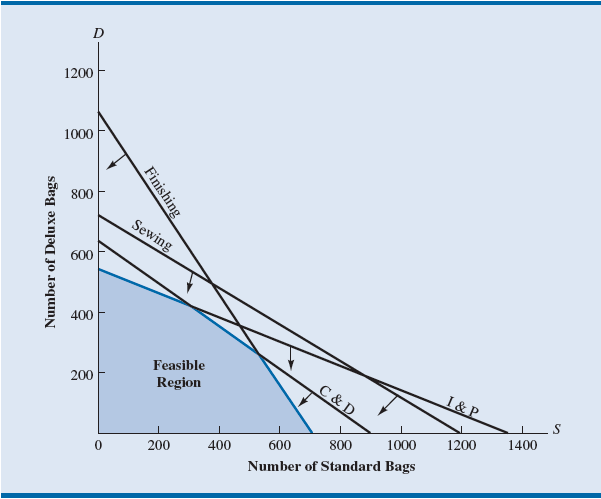 D
1200
1000
800
600
400
200
Number of Deluxe Bags
Finishing
Sewing
Feasible
Region
C & D
I & P
S
0 200 400 600 800 1000 1200 1400
Number of Standard Bags